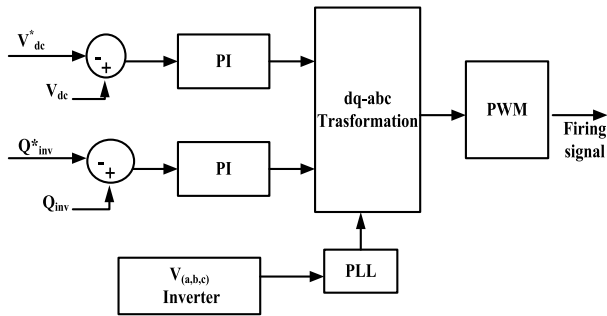 V*dc
-
+
Vdc
PI
dq-abc
Trasformation
PWM
Firing
signal
Q*inv
-
+
Qinv
PI
V(a,b,c)
Inverter
PLL